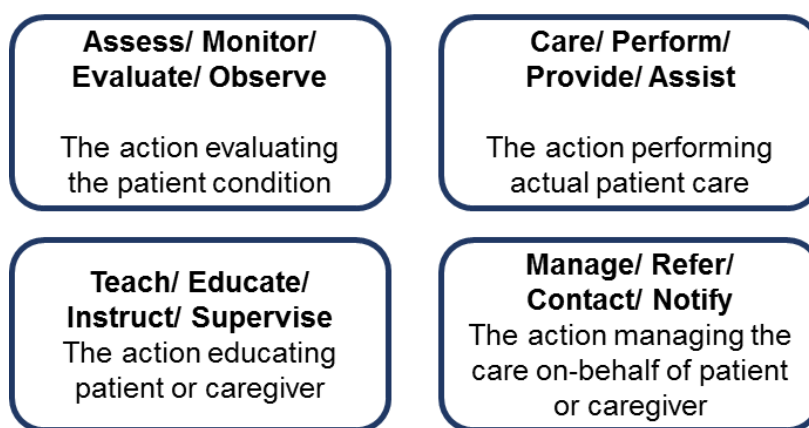 Assess/ Monitor/
Evaluate/ Observe
The action evaluating
the patient condition
Care/ Perform/
Provide/ Assist
The action performing
actual patient care
Teach/ Educate/
Instruct/ Supervise
The action educating
patient or caregiver
Manage/ Refer/
Contact/ Notify
The action managing the
care on-behalf of patient
or caregiver